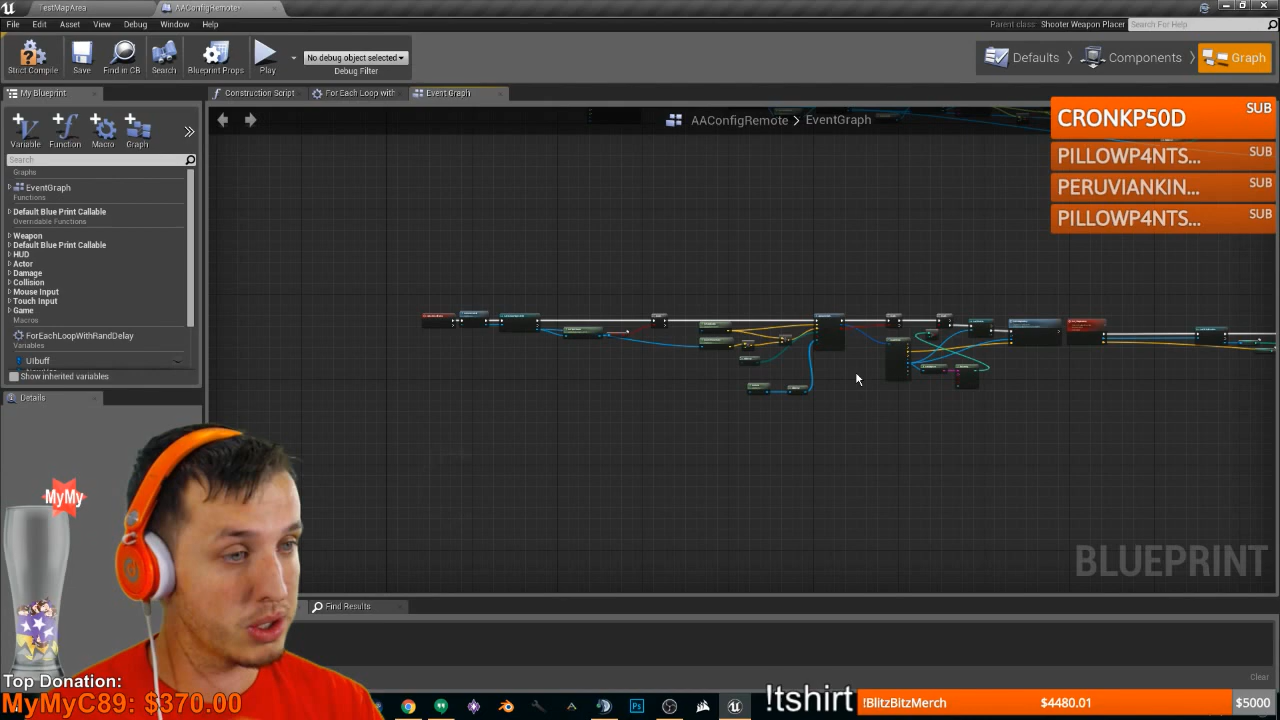 TestMapArea
AAConfigRemote*
File
Edit
Asset
View
Debug
Window
Help
Parent class: Shooter Weapon Placer
Search For Help
Strict Compile
Save
Find in CB
Search
Blueprint Props
Play
No debug object selected
Debug Filter
Defaults
Components
Graph
My Blueprint
Construction Script
For Each Loop with
Event Graph
AAConfigRemote > EventGraph
Variable
Function
Macro
Graph
Search
Graphs
EventGraph
Functions
Default Blue Print Callable
Overridable Functions
Weapon
Default Blue Print Callable
HUD
Actor
Damage
Collision
Mouse Input
Touch Input
Game
Macros
ForEachLoopWithRandDelay
Variables
UIbuff
Show inherited variables
Details
CRONKP50D SUB
PILLOWP4NTS... SUB
PERUVIANKIN... SUB
PILLOWP4NTS... SUB
BLUEPRINT
Find Results
Clear
MyMy
Top Donation:
MyMyC89: $370.00
!tshirt
!BlitzBitzMerch
$4480.01
$5000